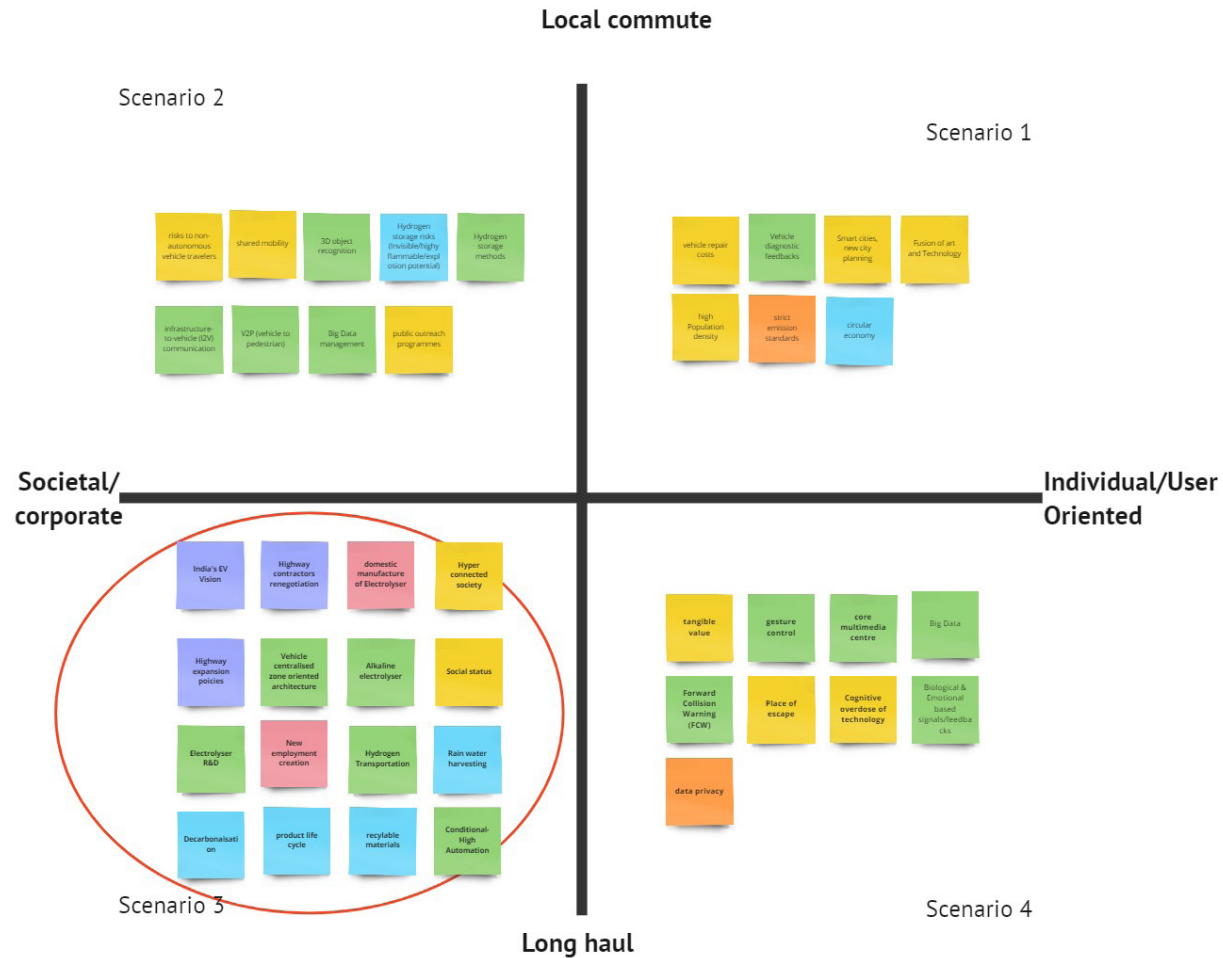 Local commute
Scenario 2
Scenario 1
risks to non-
autonomous
vehicle travelers
shared mobility
3D object
recognition
Hydrogen
storage risks
(Invisible/highy
flammable/expl
osion potential)
Hydrogen
storage
methods
infrastructure-
to-vehicle (I2V)
communication
V2P (vehicle to
pedestrian)
Big Data
management
public outreach
programmes
vehicle repair
costs
Vehicle
diagnostic
feedbacks
Smart cities,
new city
planning
Fusion of art
and Technology
high
Population
density
strict
emission
standards
circular
economy
Societal/
corporate
Individual/User
Oriented
India's EV
Vision
Highway
contractors
renegotiation
domestic
manufacture
of Electrolyser
Hyper
connected
society
Highway
expansion
poicies
Vehicle
centralised
zone oriented
architecture
Alkaline
electrolyser
Social status
Electrolyser
R&D
New
employment
creation
Hydrogen
Transportation
Rain water
harvesting
Decarbonaisati
on
product life
cycle
recylable
materials
Conditional-
High
Automation
tangible
value
gesture
control
core
multimedia
centre
Big Data
Forward
Collision
Warning
(FCW)
Place of
escape
Cognitive
overdose of
technology
Biological &
Emotional
based
signals/feedba
cks
data privacy
Scenario 3
Scenario 4
Long haul